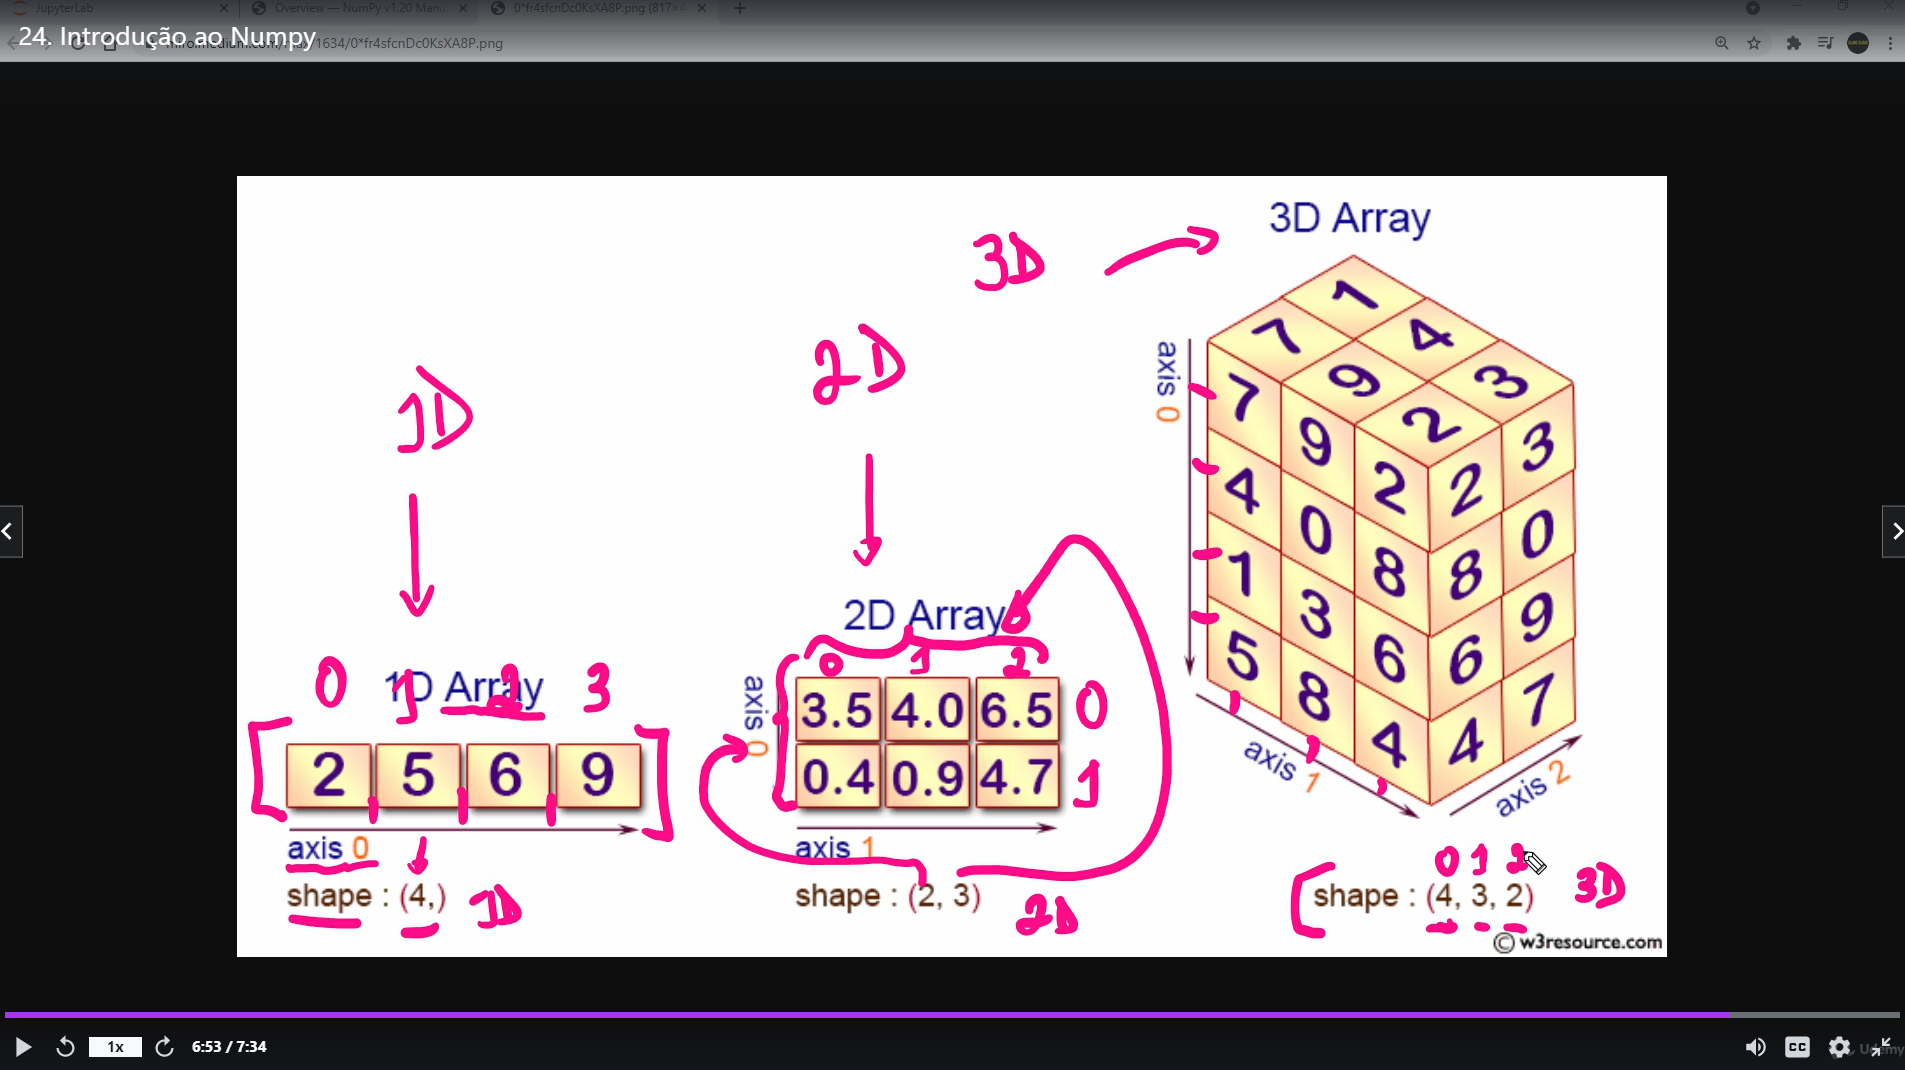 JupyterLab
Overview — NumPy v1.20 Manu
0*fr4sfcnDc0KsXA8P.png (817×4
24. Introdução ao Numpy
1634/0*fr4sfcnDc0KsXA8P.png
3D Array
3D
2D
1D
axis 0
7 1
9 4
2 3
7 9 2 2 3
4 0 8 8 0
1 3 6 6 9
5 8 4 4 7
axis 1
axis 2
0 1 2
shape : (4, 3, 2) 3D
2D Array
0 1 2
axis 0
3.5 4.0 6.5 0
0.4 0.9 4.7 1
axis 1
shape : (2, 3) 2D
1D Array
0 1 2 3
[2, 5, 6, 9]
axis 0
shape : (4,) 1D
© w3resource.com
1x
6:53 / 7:34
CC
Udemy